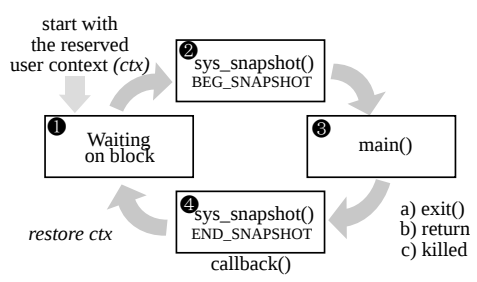 start with
the reserved
user context (ctx)
❶
Waiting
on block
❷
sys_snapshot()
BEG_SNAPSHOT
❸
main()
a) exit()
b) return
c) killed
❹
sys_snapshot()
END_SNAPSHOT
callback()
restore ctx